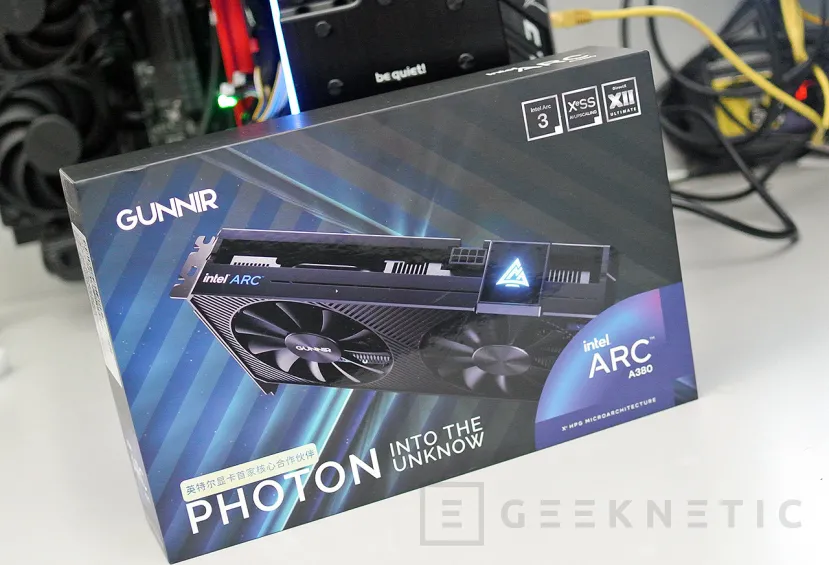 be quiet!
ARC
Intel Arc
3
XeSS
AI UPSCALING
DirectX
XII
ULTIMATE
GUNNIR
intel ARC
GUNNIR
intel
ARC™
A380
Xe HPG MICROARCHITECTURE
英特尔显卡首家核心合作伙伴
PHOTON
INTO THE
UNKNOW
GEEKNETIC